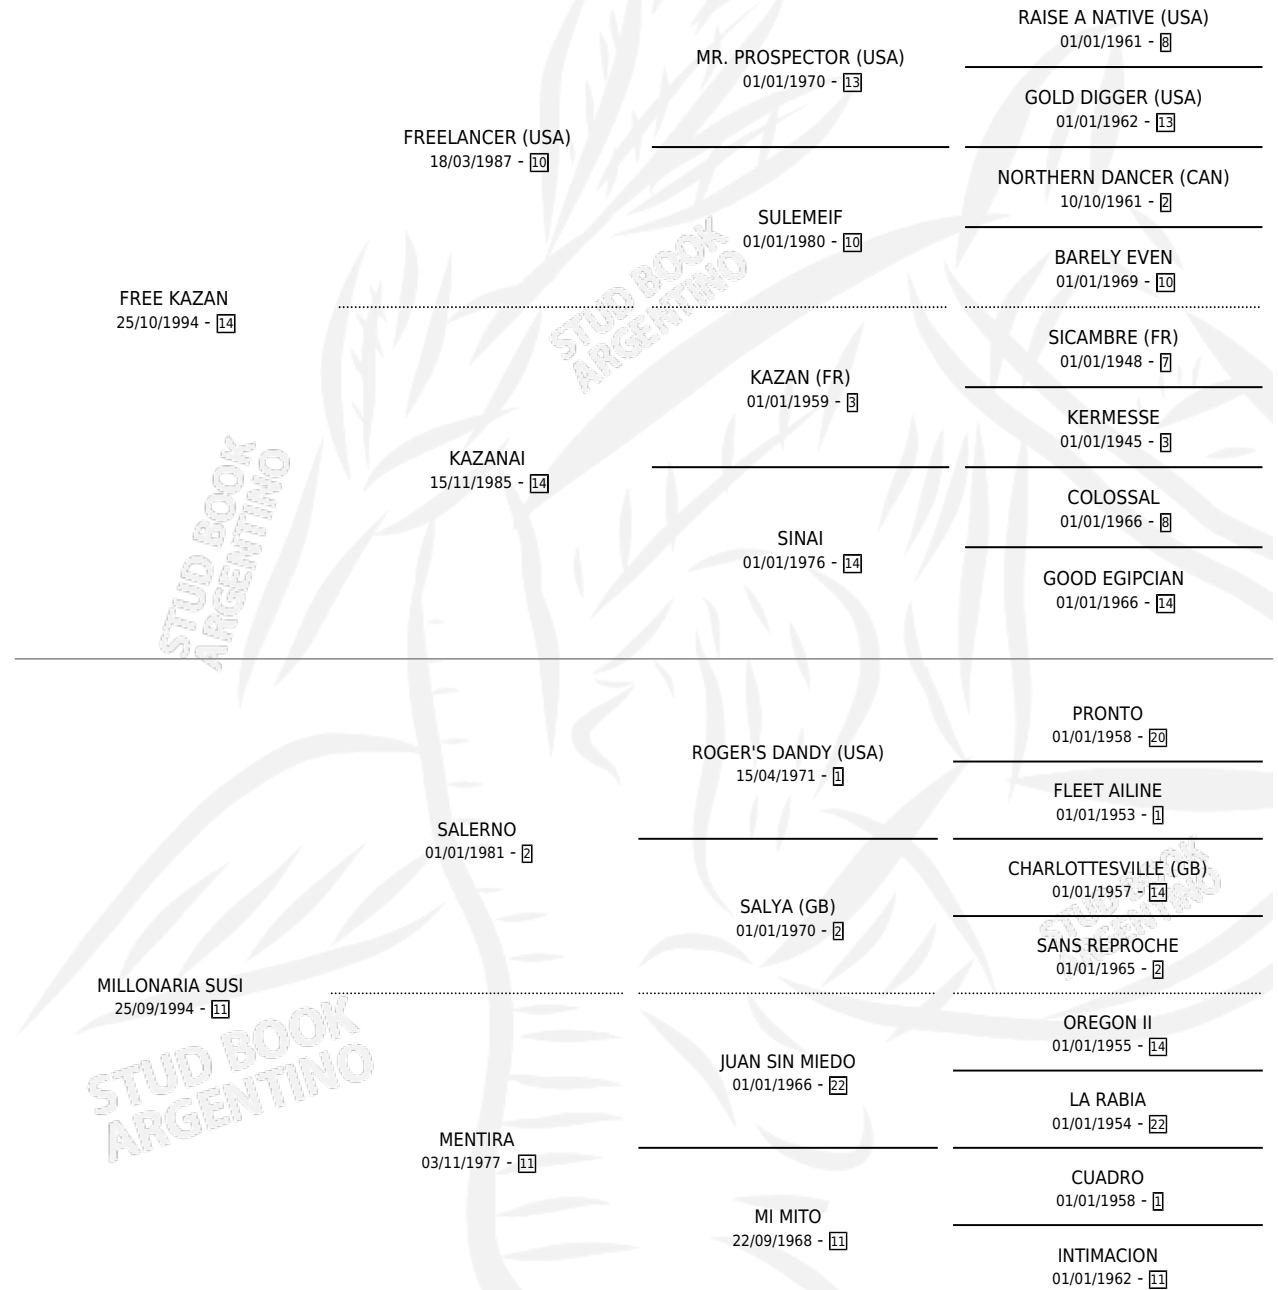 RAISE A NATIVE (USA)
01/01/1961 - 8
MR. PROSPECTOR (USA)
01/01/1970 - 13
GOLD DIGGER (USA)
01/01/1962 - 13
FREELANCER (USA)
18/03/1987 - 10
NORTHERN DANCER (CAN)
10/10/1961 - 2
SULEMEIF
01/01/1980 - 10
BARELY EVEN
01/01/1969 - 10
STUD BOOK
ARGENTINO
FREE KAZAN
25/10/1994 - 14
SICAMBRE (FR)
01/01/1948 - 7
KAZAN (FR)
01/01/1959 - 3
KERMESSE
01/01/1945 - 3
KAZANAI
15/11/1985 - 14
COLOSSAL
01/01/1966 - 8
SINAI
01/01/1976 - 14
GOOD EGIPCIAN
01/01/1966 - 14
STUD BOOK
ARGENTINO
PRONTO
01/01/1958 - 20
ROGER'S DANDY (USA)
15/04/1971 - 1
FLEET AILINE
01/01/1953 - 1
SALERNO
01/01/1981 - 2
CHARLOTTESVILLE (GB)
01/01/1957 - 14
SALYA (GB)
01/01/1970 - 2
SANS REPROCHE
01/01/1965 - 2
STUD BOOK
ARGENTINO
MILLONARIA SUSI
25/09/1994 - 11
OREGON II
01/01/1955 - 14
JUAN SIN MIEDO
01/01/1966 - 22
LA RABIA
01/01/1954 - 22
STUD BOOK
ARGENTINO
MENTIRA
03/11/1977 - 11
CUADRO
01/01/1958 - 1
MI MITO
22/09/1968 - 11
INTIMACION
01/01/1962 - 11